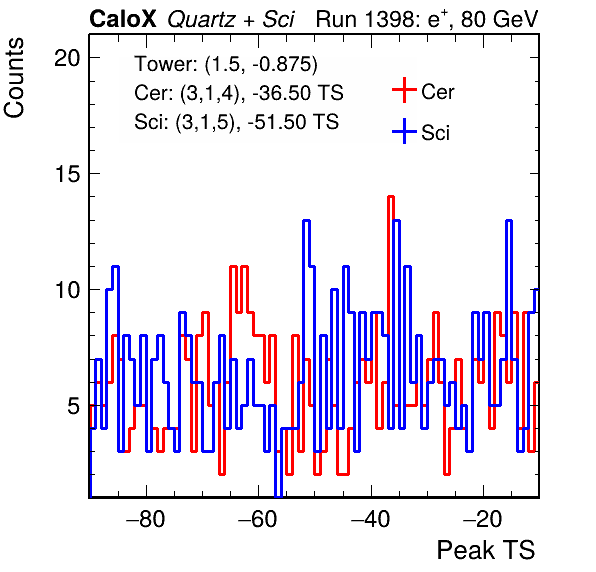 CaloX Quartz + Sci Run 1398: e+, 80 GeV
Counts
Tower: (1.5, -0.875)
Cer: (3,1,4), -36.50 TS
Sci: (3,1,5), -51.50 TS
Cer
Sci
20
15
10
5
−80 −60 −40 −20
Peak TS